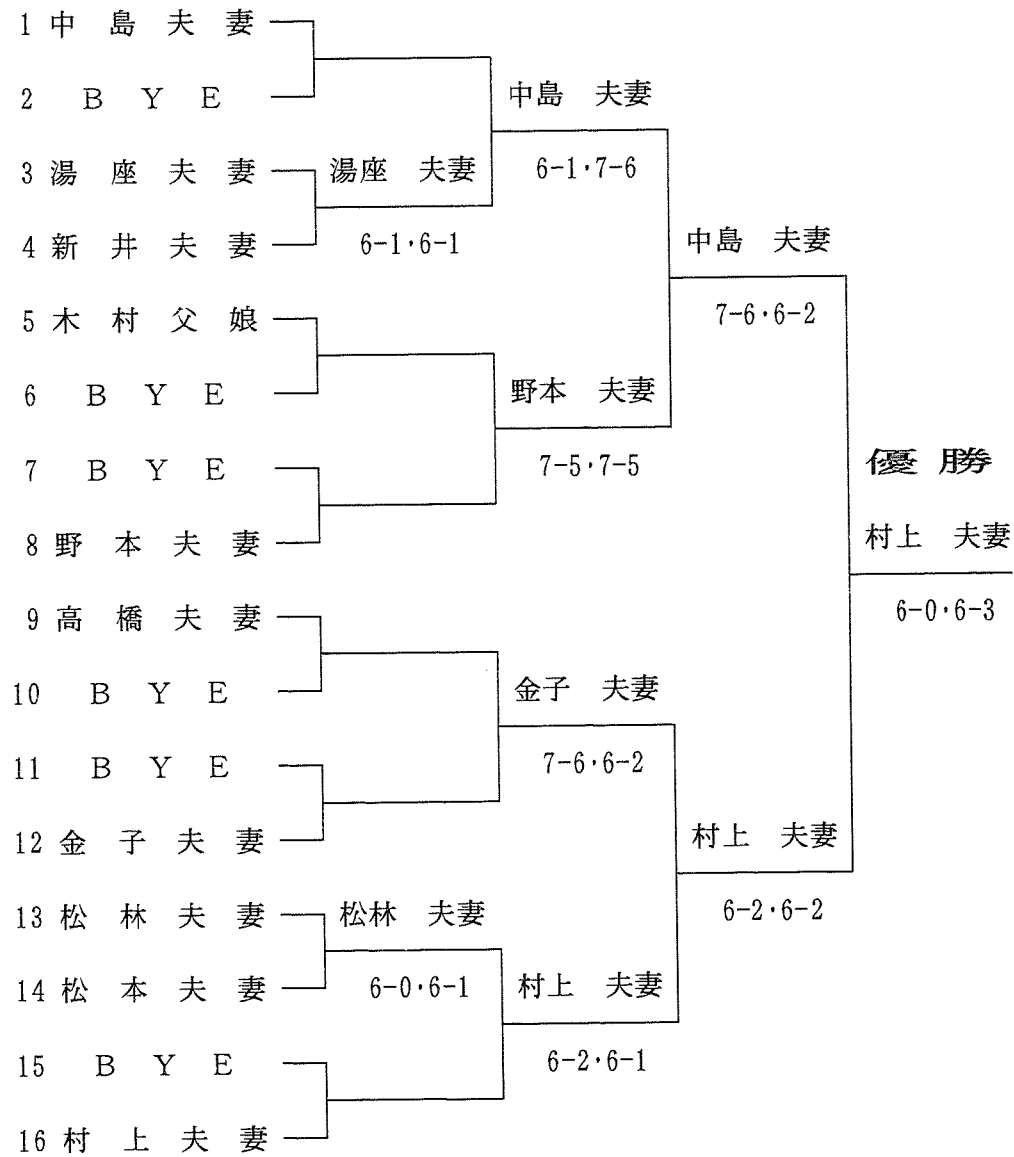 1 中島夫妻
2 BYE
中島 夫妻
3 湯座夫妻
湯座 夫妻
6-1・7-6
4 新井夫妻
6-1・6-1
中島 夫妻
5 木村父娘
7-6・6-2
6 BYE
野本 夫妻
7 BYE
7-5・7-5
優勝
8 野本夫妻
村上 夫妻
9 高橋夫妻
6-0・6-3
10 BYE
金子 夫妻
11 BYE
7-6・6-2
12 金子夫妻
村上 夫妻
13 松林夫妻
松林 夫妻
6-2・6-2
14 松本夫妻
6-0・6-1
村上 夫妻
15 BYE
6-2・6-1
16 村上夫妻